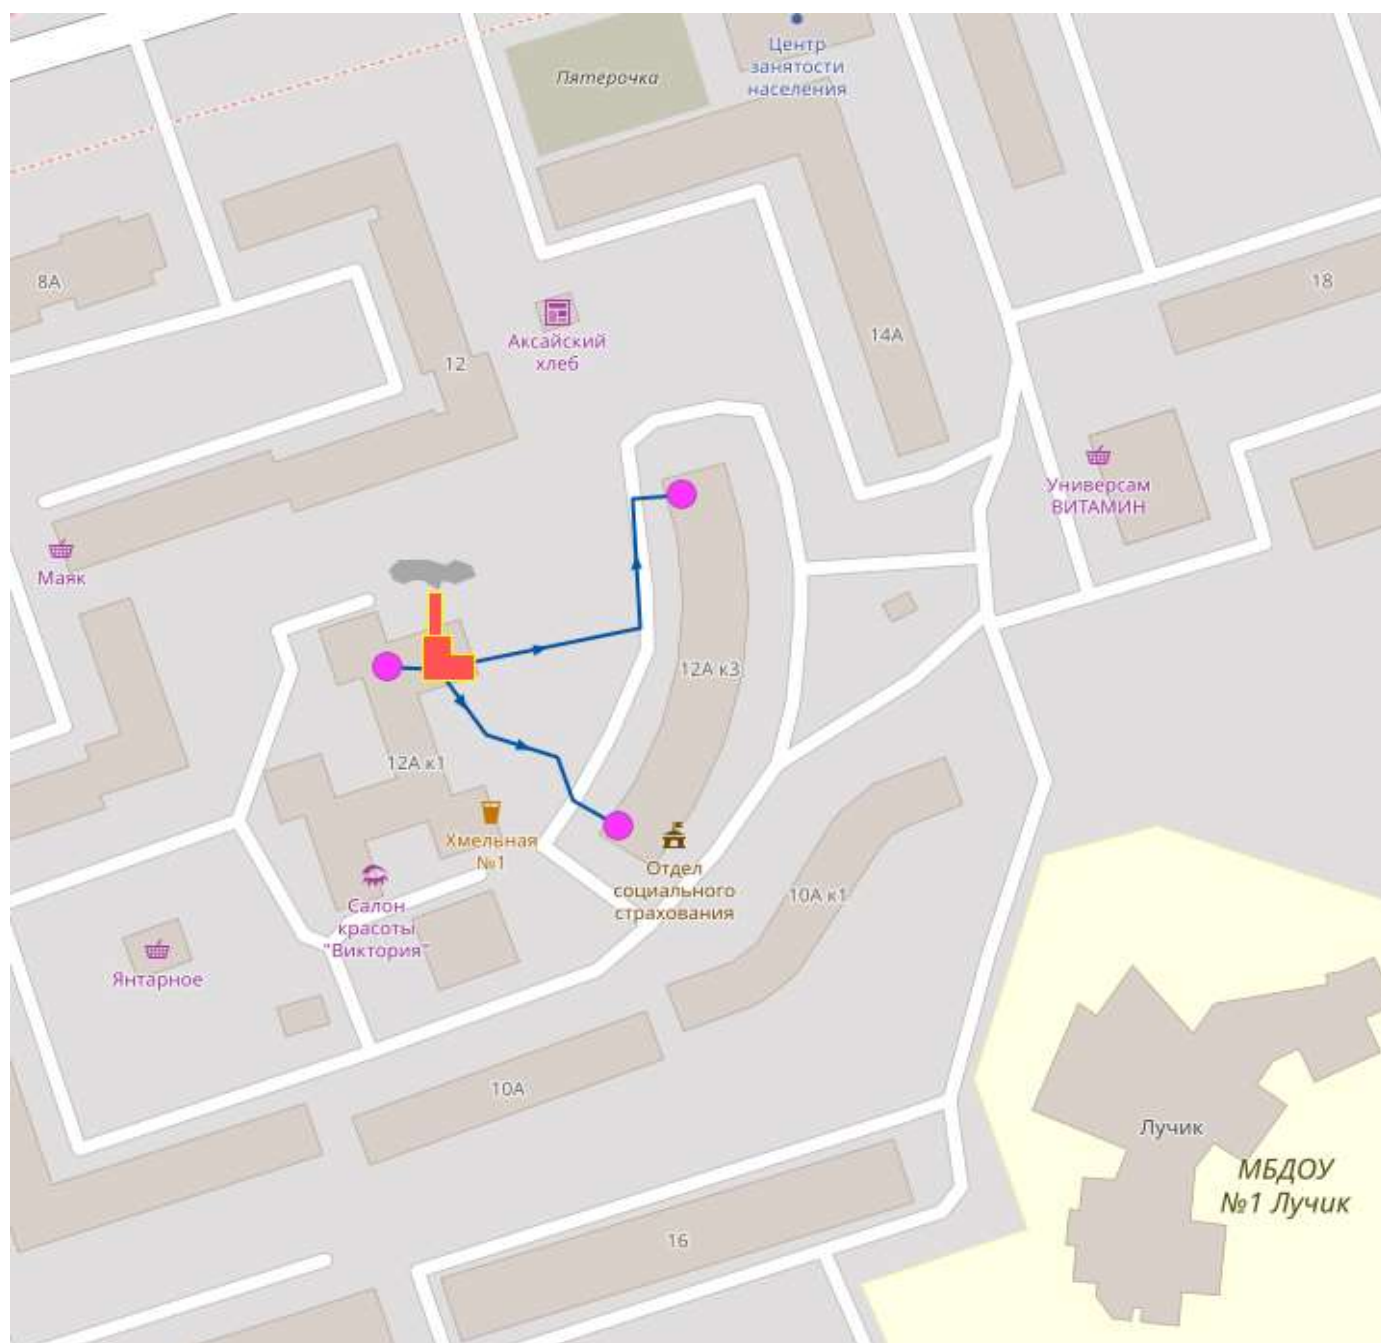 Центр
занятости
населения
Пятерочка
8А
18
Аксайский
хлеб
14А
12
Универсам
ВИТАМИН
Маяк
12А к3
12А к1
Хмельная
№1
Отдел
социального
страхования
10А к1
Салон
красоты
"Виктория"
Янтарное
10А
Лучик
МБДОУ
№1 Лучик
16